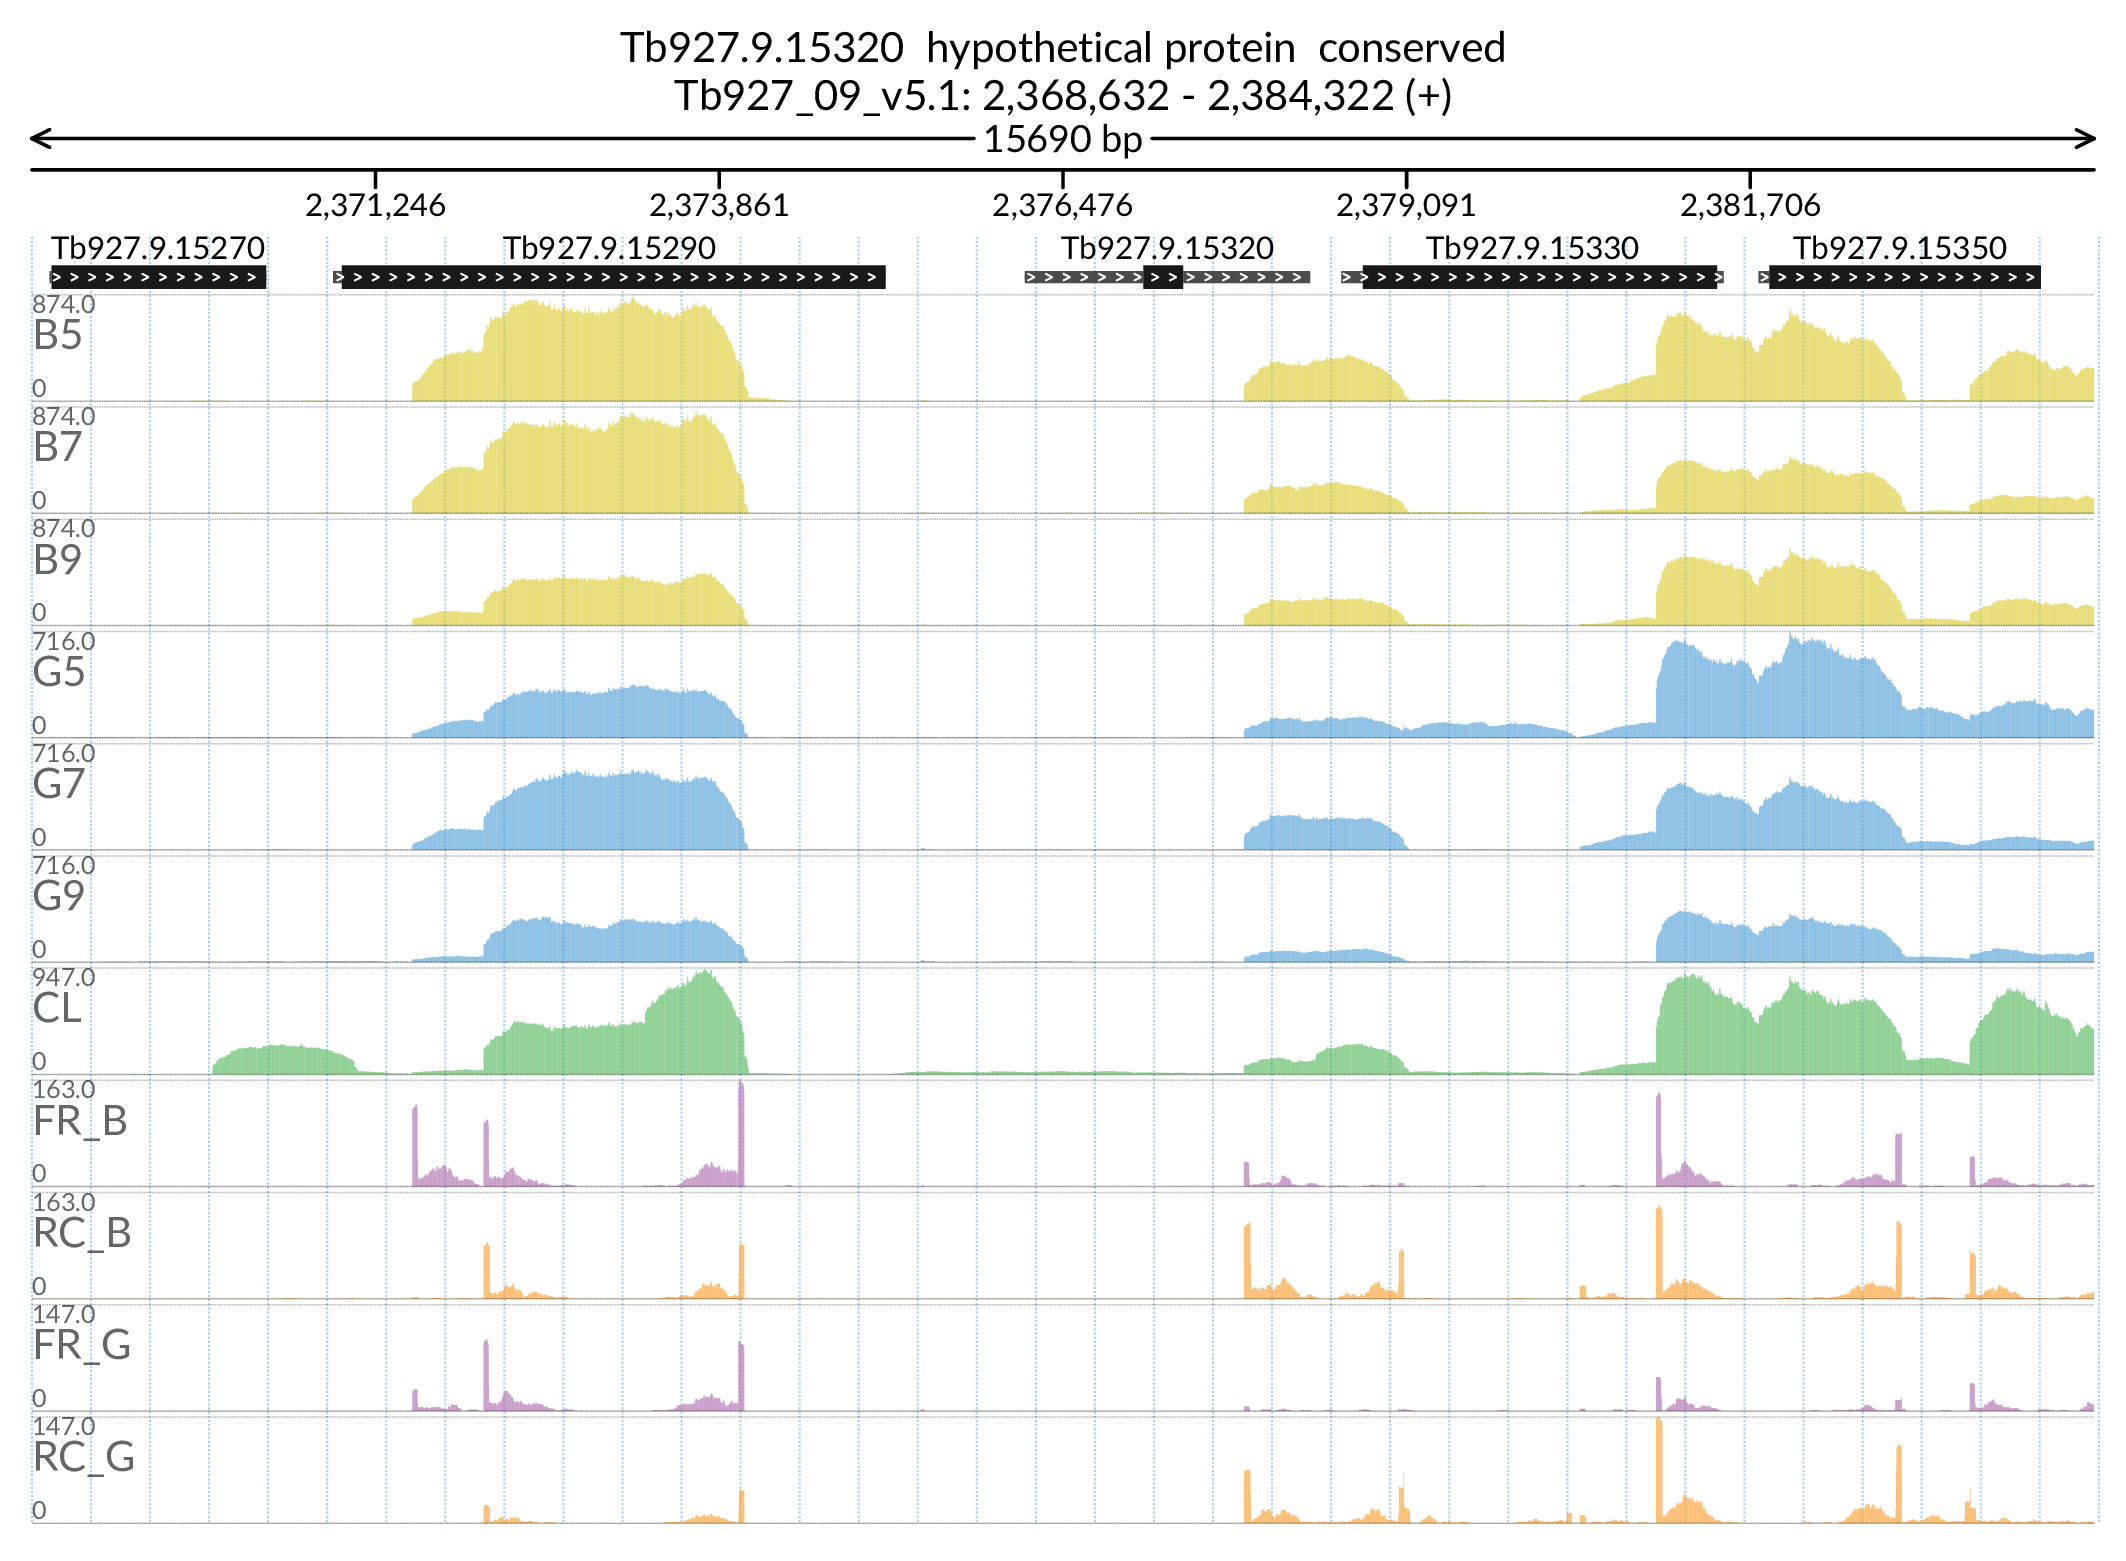 Tb927.9.15320 hypothetical protein conserved
Tb927_09_v5.1: 2,368,632 - 2,384,322 (+)
15690 bp
2,371,246 2,373,861 2,376,476 2,379,091 2,381,706
Tb927.9.15270 Tb927.9.15290 Tb927.9.15320 Tb927.9.15330 Tb927.9.15350
874.0
B5
0
874.0
B7
0
874.0
B9
0
716.0
G5
0
716.0
G7
0
716.0
G9
0
947.0
CL
0
163.0
FR_B
0
163.0
RC_B
0
147.0
FR_G
0
147.0
RC_G
0